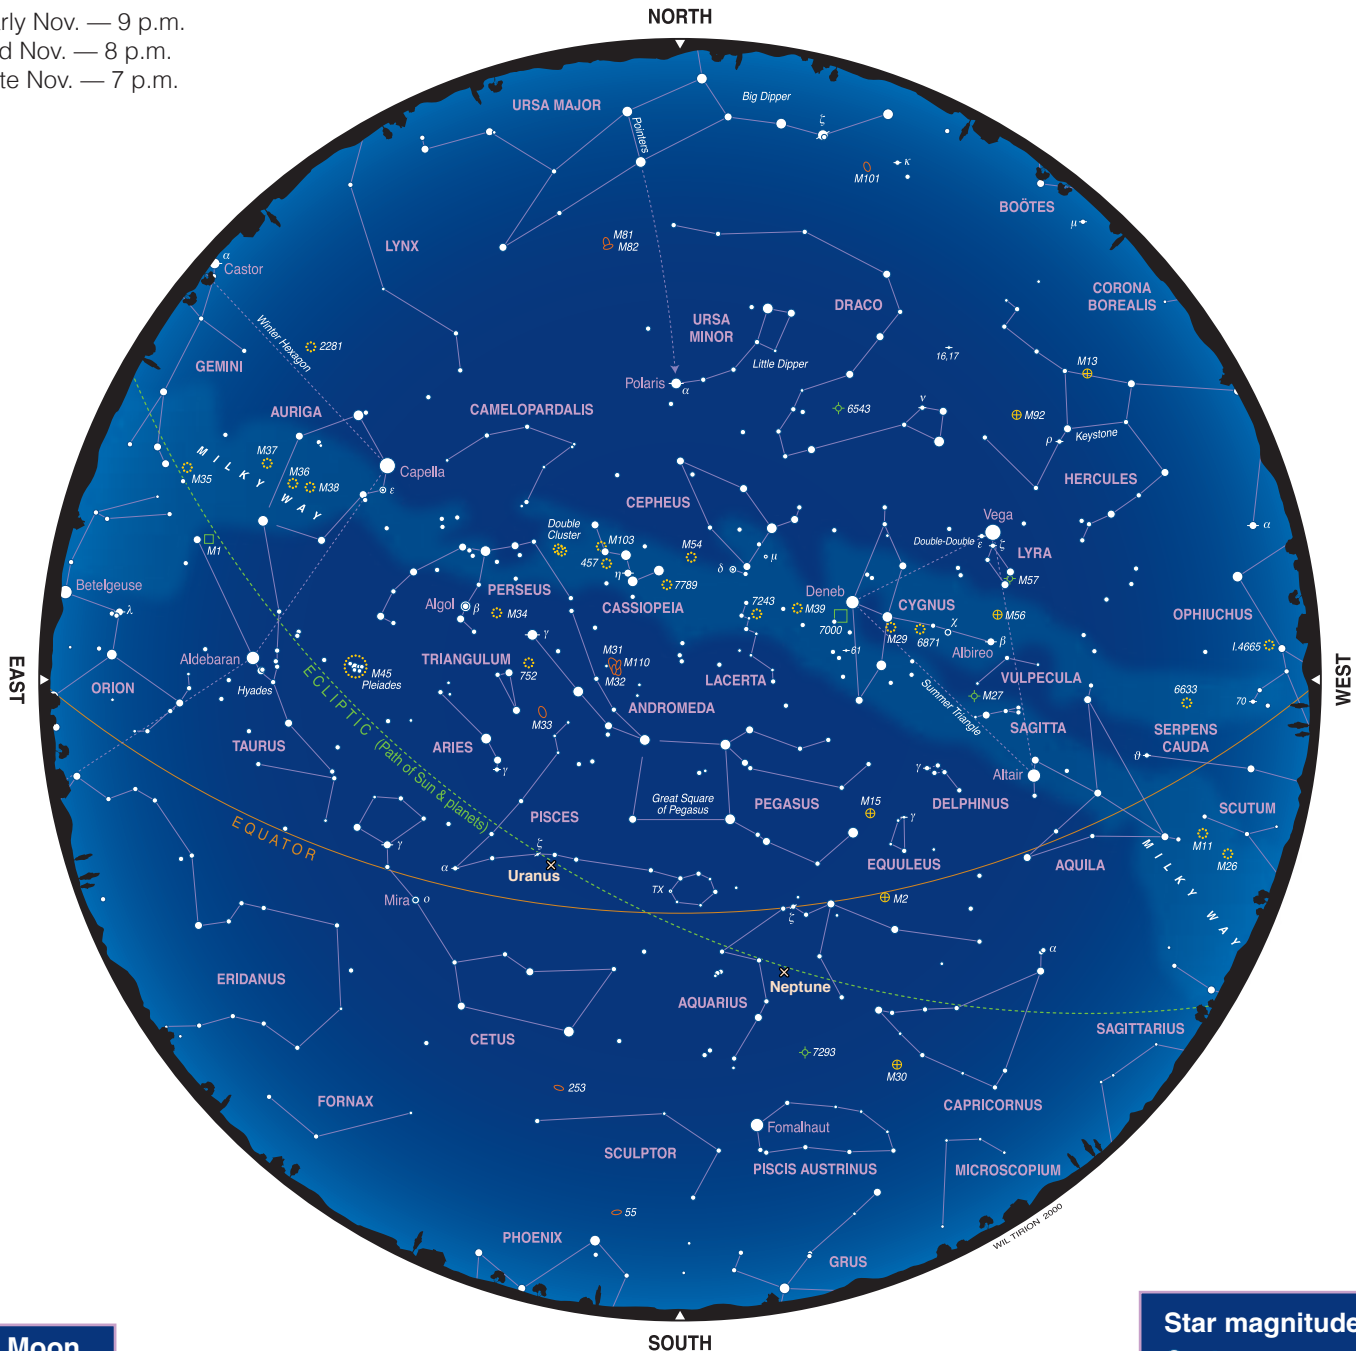 rly Nov. — 9 p.m.
d Nov. — 8 p.m.
te Nov. — 7 p.m.
NORTH
URSA MAJOR
Big Dipper
Pointers
ζ
M101
κ
BOÖTES
μ
M81
M82
LYNX
α
Castor
CORONA
BOREALIS
DRACO
URSA
MINOR
Winter Hexagon
2281
GEMINI
16,17
M13
Little Dipper
Polaris
α
AURIGA
CAMELOPARDALIS
6543
ν
M92
ρ
Keystone
HERCULES
MILKY WAY
M37
M36
M38
M35
Capella
ε
CEPHEUS
Vega
Double
Cluster
M103
M54
Double-Double
ε
ζ
LYRA
M1
457
η
δ
μ
M57
7789
Betelgeuse
λ
PERSEUS
CASSIOPEIA
Deneb
CYGNUS
OPHIUCHUS
Algol
β
M34
7243
M39
7000
M29
6871
χ
M56
β
Albireo
61
γ
I.4665
EAST
WEST
Aldebaran
Hyades
M45
Pleiades
TRIANGULUM
752
M31
M110
M32
LACERTA
VULPECULA
M27
6633
70
ORION
ECLIPTIC (Path of Sun & planets)
ANDROMEDA
M33
Summer Triangle
SAGITTA
SERPENS
CAUDA
TAURUS
ARIES
γ
ϑ
Altair
γ
DELPHINUS
Great Square
of Pegasus
PEGASUS
M15
SCUTUM
PISCES
EQUATOR
γ
γ
EQUULEUS
AQUILA
M11
M26
MILKY WAY
ζ
α
Uranus
TX
M2
Mira
ο
ζ
α
ERIDANUS
Neptune
AQUARIUS
CETUS
SAGITTARIUS
7293
M30
253
FORNAX
CAPRICORNUS
Fomalhaut
SCULPTOR
PISCIS AUSTRINUS
MICROSCOPIUM
55
WIL TIRION 2000
PHOENIX
GRUS
SOUTH
Moon
Star magnitude